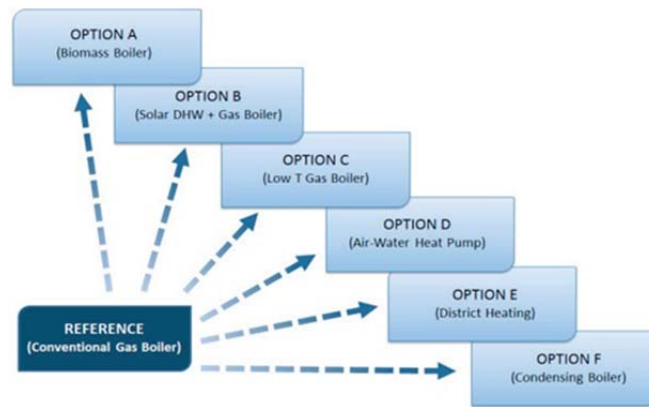 OPTION A
(Biomass Boiler)
OPTION B
(Solar DHW + Gas Boiler)
OPTION C
(Low T Gas Boiler)
OPTION D
(Air-Water Heat Pump)
OPTION E
(District Heating)
REFERENCE
(Conventional Gas Boiler)
OPTION F
(Condensing Boiler)